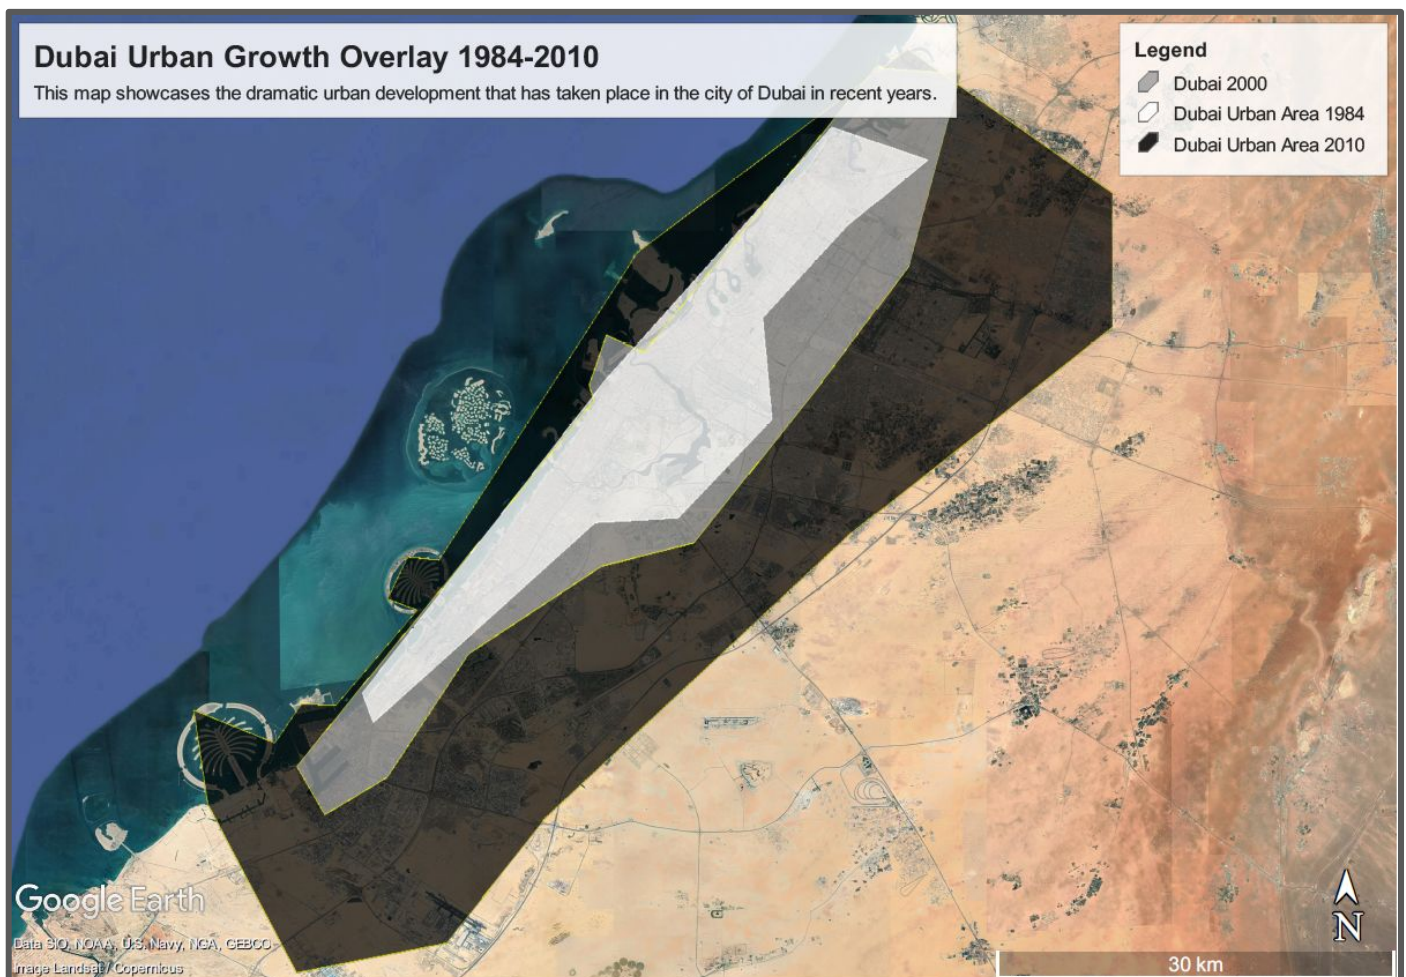 Dubai Urban Growth Overlay 1984-2010
This map showcases the dramatic urban development that has taken place in the city of Dubai in recent years.
Legend
Dubai 2000
Dubai Urban Area 1984
Dubai Urban Area 2010
Google Earth
Data SIO, NOAA, U.S. Navy, NGA, GEBCO
Image Landsat / Copernicus
N
30 km